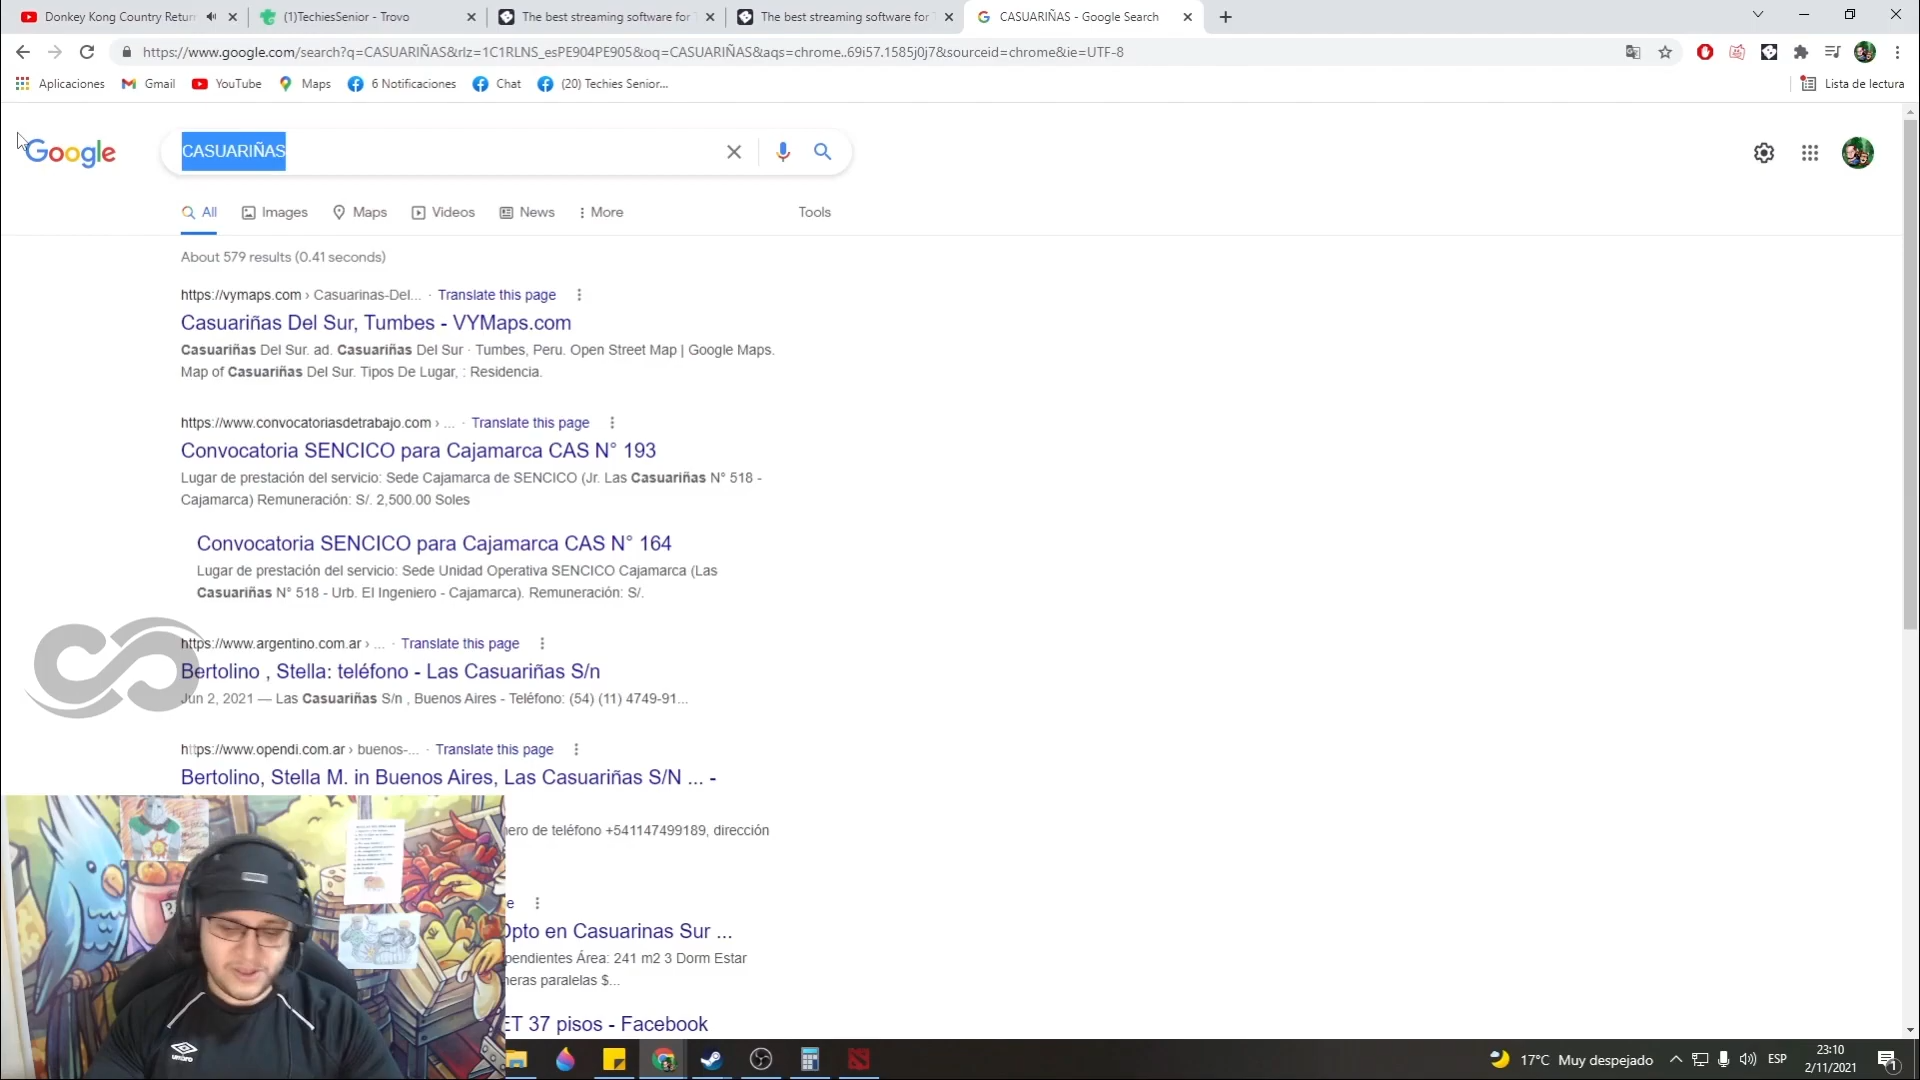 Donkey Kong Country Return
(1)TechiesSenior - Trovo
The best streaming software for
The best streaming software for
CASUARIÑAS - Google Search
https://www.google.com/search?q=CASUARIÑAS&rlz=1C1RLNS_esPE904PE905&oq=CASUARIÑAS&aqs=chrome..69i57.1585j0j7&sourceid=chrome&ie=UTF-8
Aplicaciones
Gmail
YouTube
Maps
6 Notificaciones
Chat
(20) Techies Senior...
Lista de lectura
Google
CASUARIÑAS
All
Images
Maps
Videos
News
More
Tools
About 579 results (0.41 seconds)
https://vymaps.com › Casuarinas-Del... · Translate this page
Casuariñas Del Sur, Tumbes - VYMaps.com
Casuariñas Del Sur. ad. Casuariñas Del Sur · Tumbes, Peru. Open Street Map | Google Maps.
Map of Casuariñas Del Sur. Tipos De Lugar, : Residencia.
https://www.convocatoriasdetrabajo.com › ... · Translate this page
Convocatoria SENCICO para Cajamarca CAS N° 193
Lugar de prestación del servicio: Sede Cajamarca de SENCICO (Jr. Las Casuariñas N° 518 -
Cajamarca) Remuneración: S/. 2,500.00 Soles
Convocatoria SENCICO para Cajamarca CAS N° 164
Lugar de prestación del servicio: Sede Unidad Operativa SENCICO Cajamarca (Las
Casuariñas N° 518 - Urb. El Ingeniero - Cajamarca). Remuneración: S/.
https://www.argentino.com.ar › ... · Translate this page
Bertolino , Stella: teléfono - Las Casuariñas S/n
Jun 2, 2021 — Las Casuariñas S/n , Buenos Aires - Teléfono: (54) (11) 4749-91...
https://www.opendi.com.ar › buenos-... · Translate this page
Bertolino, Stella M. in Buenos Aires, Las Casuariñas S/N ... -
ero de teléfono +541147499189, dirección
e
Opto en Casuarinas Sur ...
pendientes Área: 241 m2 3 Dorm Estar
neras paralelas $...
ET 37 pisos - Facebook
umbro
17°C Muy despejado
ESP
23:10
2/11/2021
1